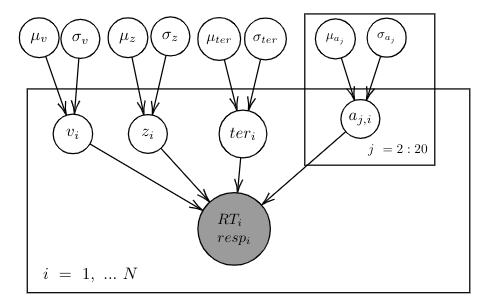 μ_v σ_v μ_z σ_z μ_ter σ_ter μ_{a_j} σ_{a_j}
v_i z_i ter_i a_{j,i}
j = 2 : 20
RT_i
resp_i
i = 1, ... N